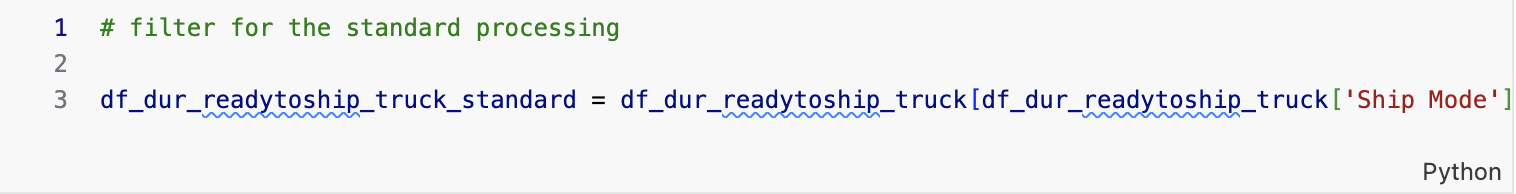 1 # filter for the standard processing
2
3 df_dur_readytoship_truck_standard = df_dur_readytoship_truck[df_dur_readytoship_truck['Ship Mode']
Python